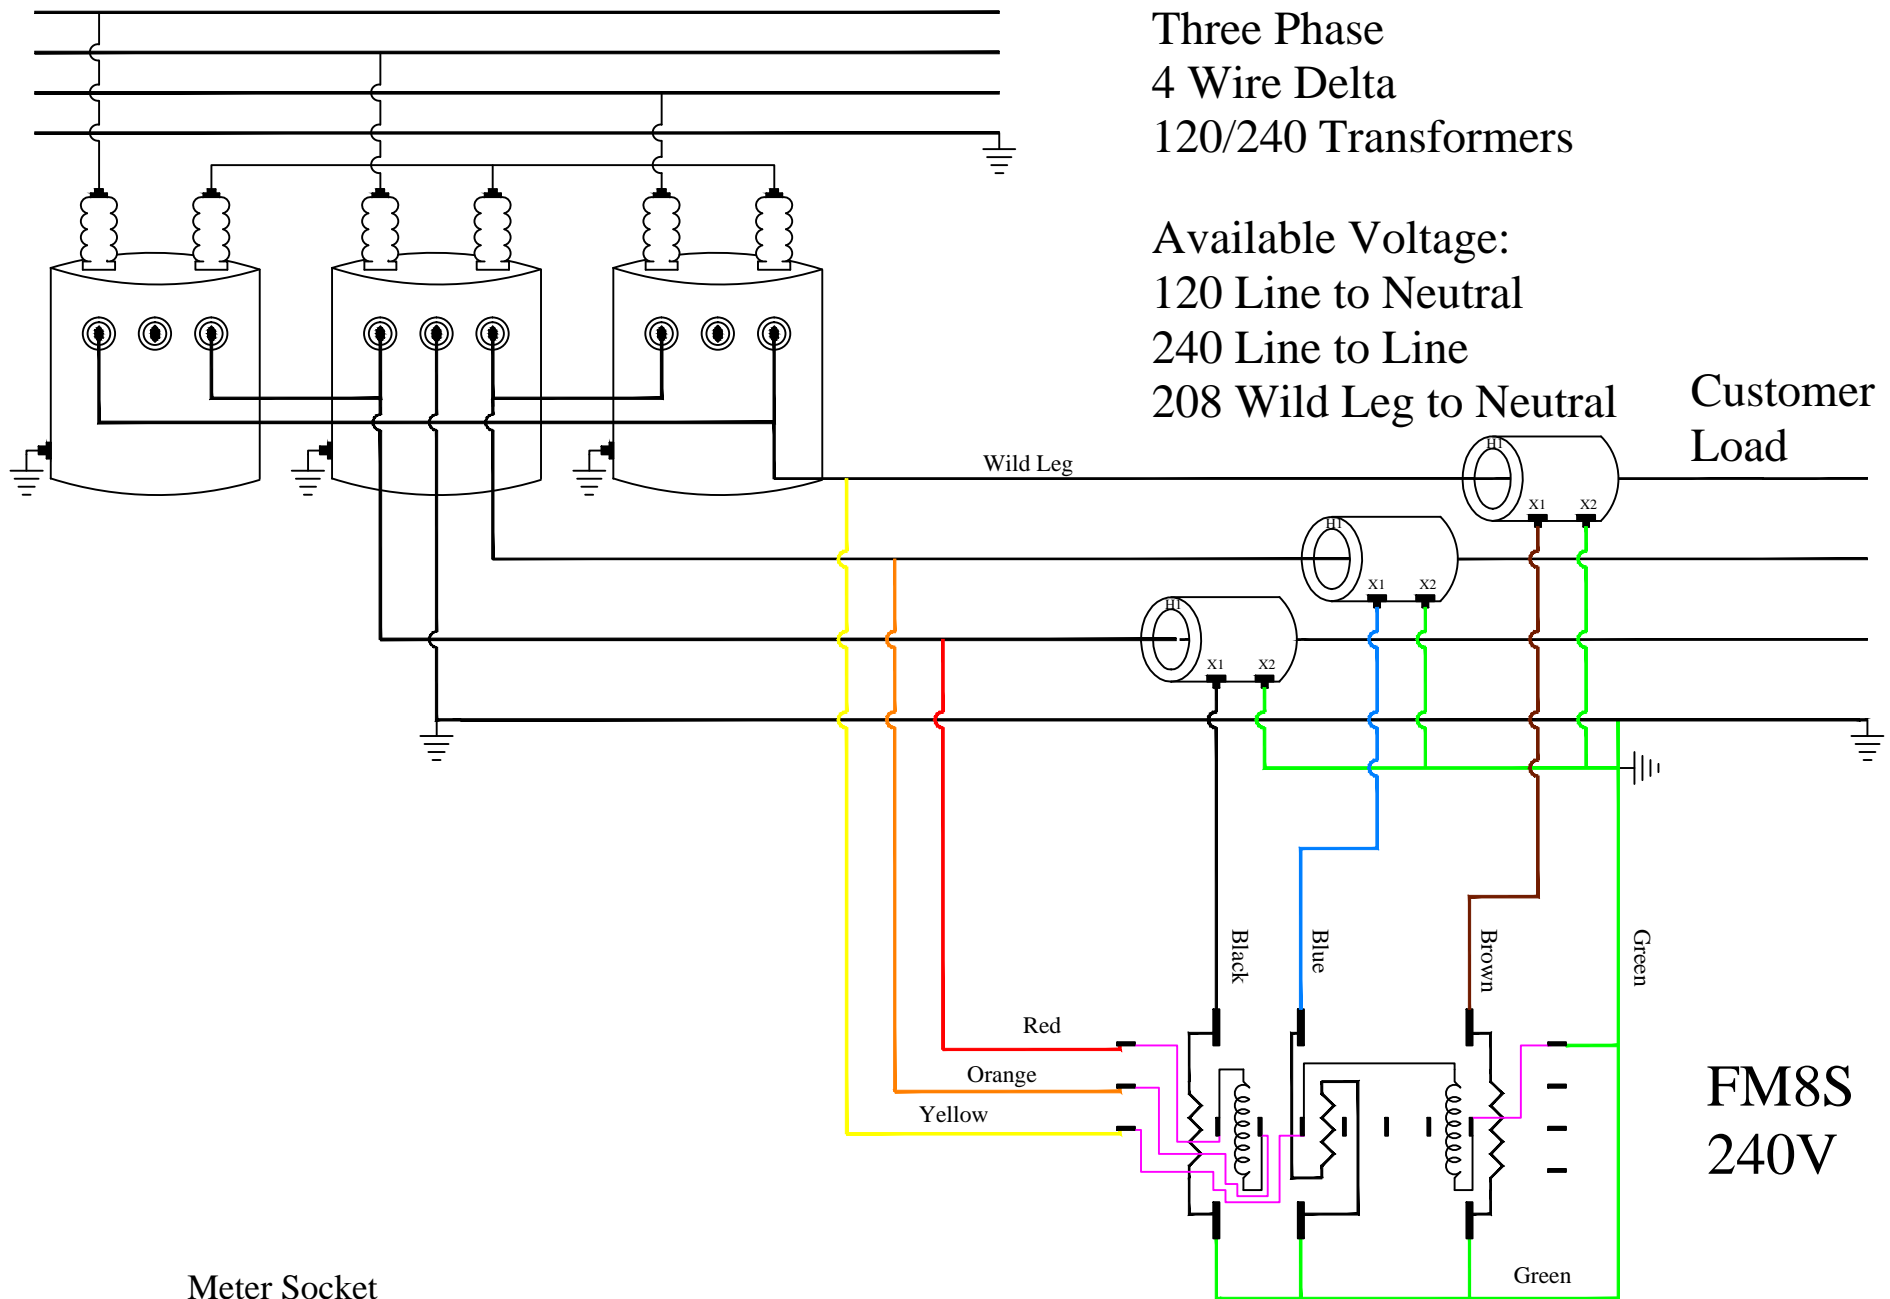 Three Phase
4 Wire Delta
120/240 Transformers
Available Voltage:
120 Line to Neutral
240 Line to Line
208 Wild Leg to Neutral
Customer
Load
H1
Wild Leg
X1 X2
H1
X1 X2
H1
X1 X2
Black
Blue
Brown
Green
Red
Orange
Yellow
FM8S
240V
Green
Meter Socket